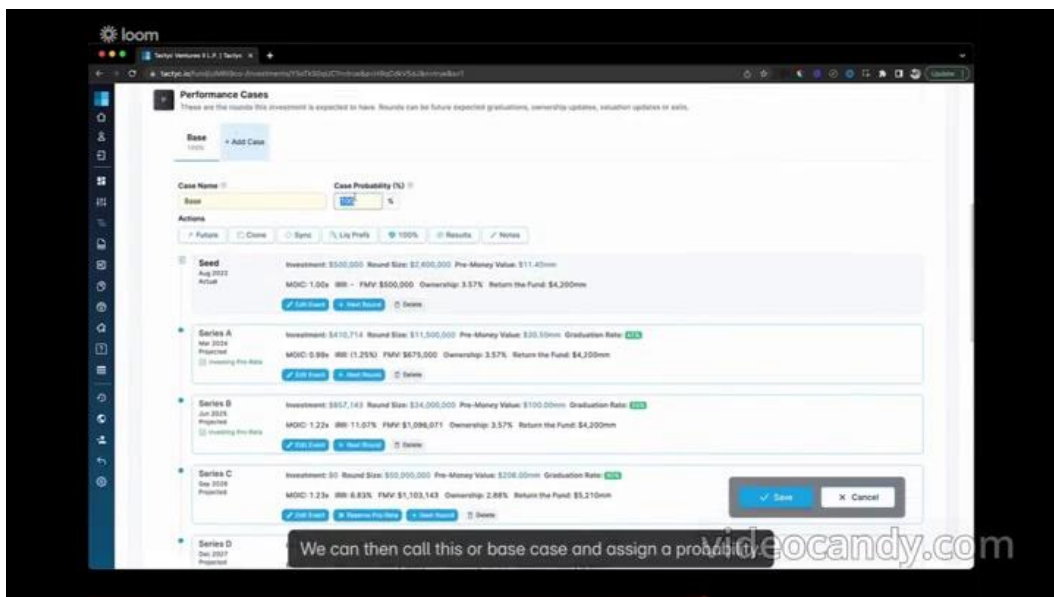 loom
Tactyc Ventures II L.P. | Tactyc
Performance Cases
These are the rounds this investment is expected to have. Rounds can be future expected graduations, ownership updates, valuation updates or exits.
Base
100%
+ Add Case
Case Name
Case Probability (%)
Base
100
%
Actions
Future
Clone
Sync
Liq Prefs
100%
Results
Notes
Seed
Aug 2022
Actual
Investment: $500,000 Round Size: $2,600,000 Pre-Money Value: $11.40mm
MOIC: 1.00x IRR: - FMV: $500,000 Ownership: 3.57% Return the Fund: $4,200mm
Edit Event
+ Next Round
Delete
Series A
Mar 2024
Projected
Investing Pro-Rata
Investment: $410,714 Round Size: $11,500,000 Pre-Money Value: $30.50mm Graduation Rate:
MOIC: 0.99x IRR: (1.25%) FMV: $675,000 Ownership: 3.57% Return the Fund: $4,200mm
Edit Event
+ Next Round
Delete
Series B
Jun 2025
Projected
Investing Pro-Rata
Investment: $857,143 Round Size: $24,000,000 Pre-Money Value: $100.00mm Graduation Rate:
MOIC: 1.22x IRR: 11.07% FMV: $1,096,071 Ownership: 3.57% Return the Fund: $4,200mm
Edit Event
+ Next Round
Delete
Series C
Sep 2026
Projected
Investment: $0 Round Size: $50,000,000 Pre-Money Value: $208.00mm Graduation Rate:
MOIC: 1.23x IRR: 6.83% FMV: $1,103,143 Ownership: 2.88% Return the Fund: $5,210mm
Edit Event
Reserve Pro-Rata
+ Next Round
Delete
Save
Cancel
Series D
Dec 2027
Projected
We can then call this or base case and assign a probability.
videocandy.com